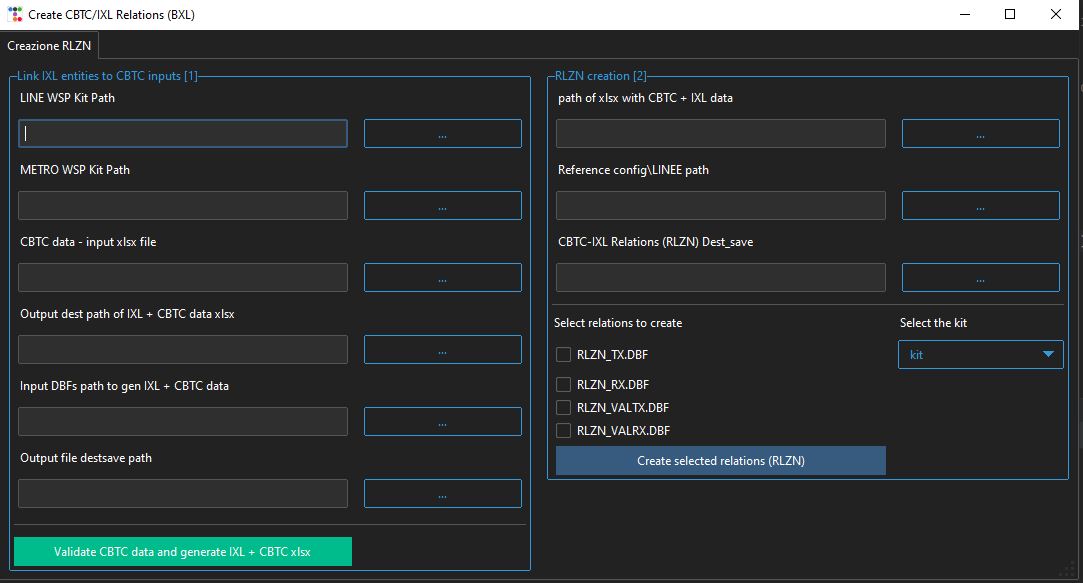 Create CBTC/IXL Relations (BXL)
Creazione RLZN
Link IXL entities to CBTC inputs [1]
LINE WSP Kit Path
...
METRO WSP Kit Path
...
CBTC data - input xlsx file
...
Output dest path of IXL + CBTC data xlsx
...
Input DBFs path to gen IXL + CBTC data
...
Output file destsave path
...
Validate CBTC data and generate IXL + CBTC xlsx
RLZN creation [2]
path of xlsx with CBTC + IXL data
...
Reference config\LINEE path
...
CBTC-IXL Relations (RLZN) Dest_save
...
Select relations to create
RLZN_TX.DBF
RLZN_RX.DBF
RLZN_VALTX.DBF
RLZN_VALRX.DBF
Select the kit
kit
Create selected relations (RLZN)